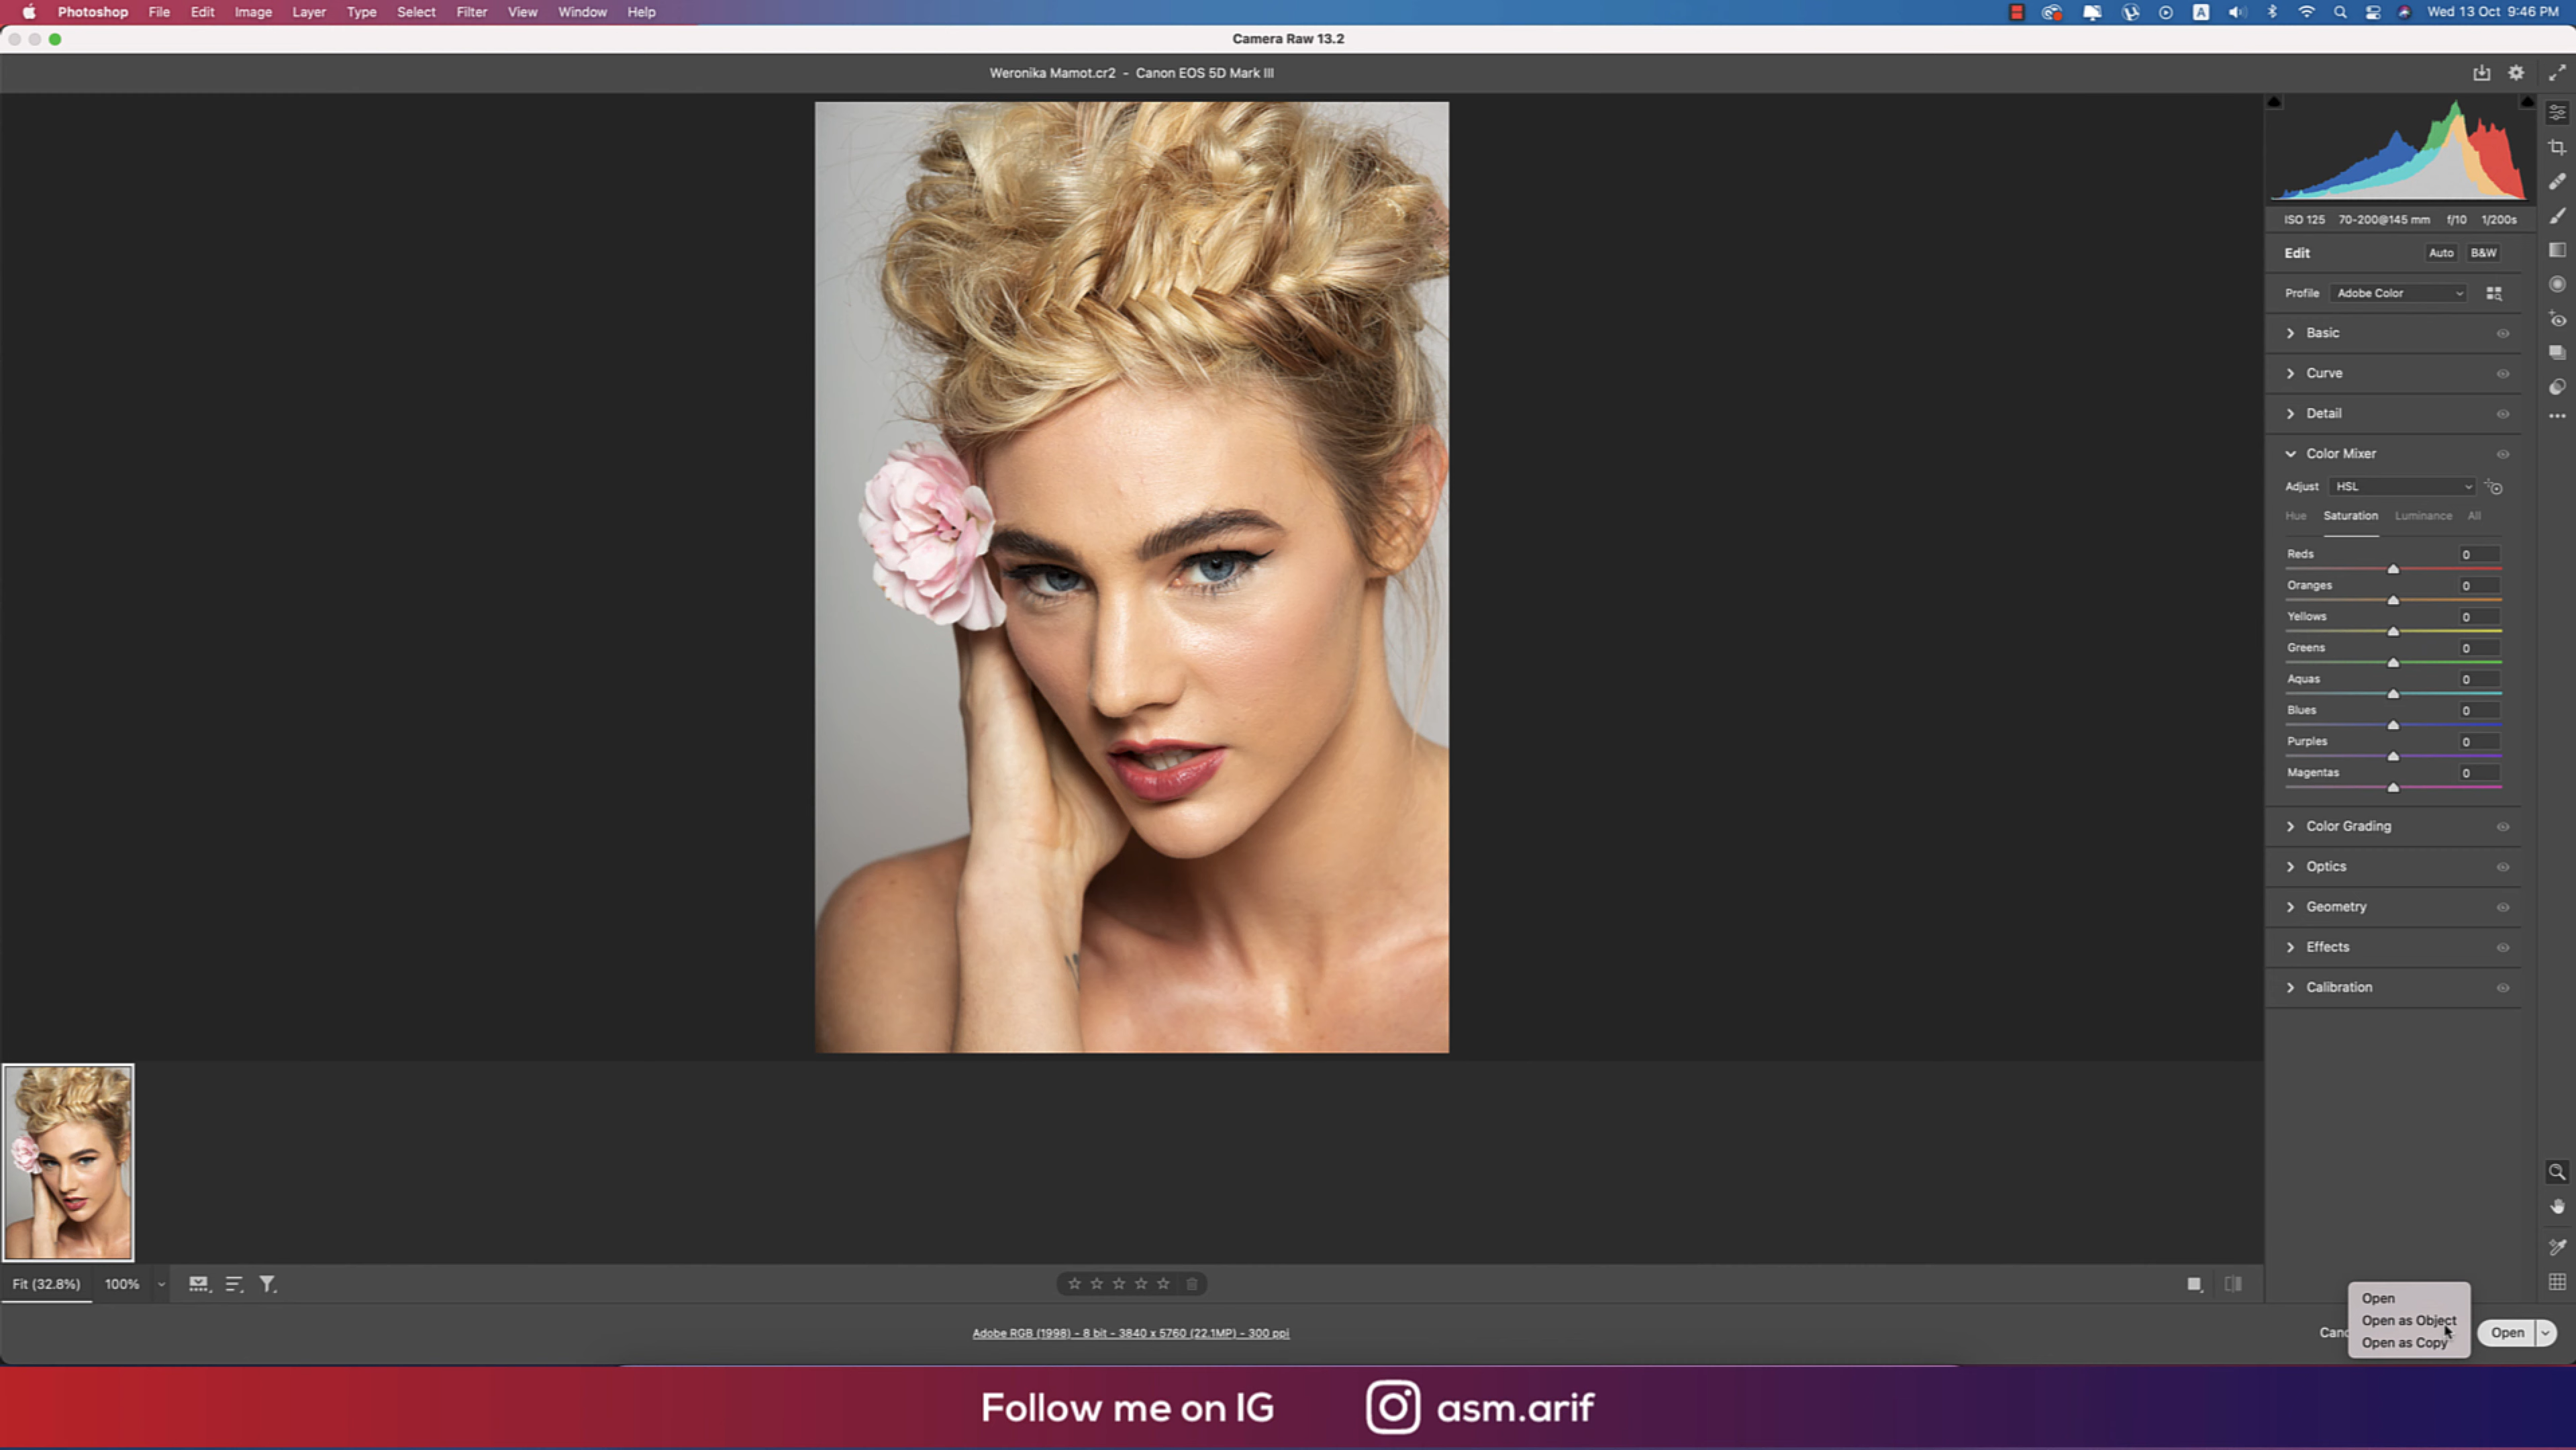 Photoshop File Edit Image Layer Type Select Filter View Window Help
A Wed 13 Oct 9:46 PM
Camera Raw 13.2
Weronika Mamot.cr2 - Canon EOS 5D Mark III
ISO 125 70-200@145 mm f/10 1/200s
Edit Auto B&W
Profile Adobe Color
Basic
Curve
Detail
Color Mixer
Adjust HSL
Hue Saturation Luminance All
Reds 0
Oranges 0
Yellows 0
Greens 0
Aquas 0
Blues 0
Purples 0
Magentas 0
Color Grading
Optics
Geometry
Effects
Calibration
Fit (32.8%) 100%
Open
Open as Object
Open as Copy
Adobe RGB (1998) - 8 bit - 3840 x 5760 (22.1MP) - 300 ppi
Canc
Open
Follow me on IG asm.arif